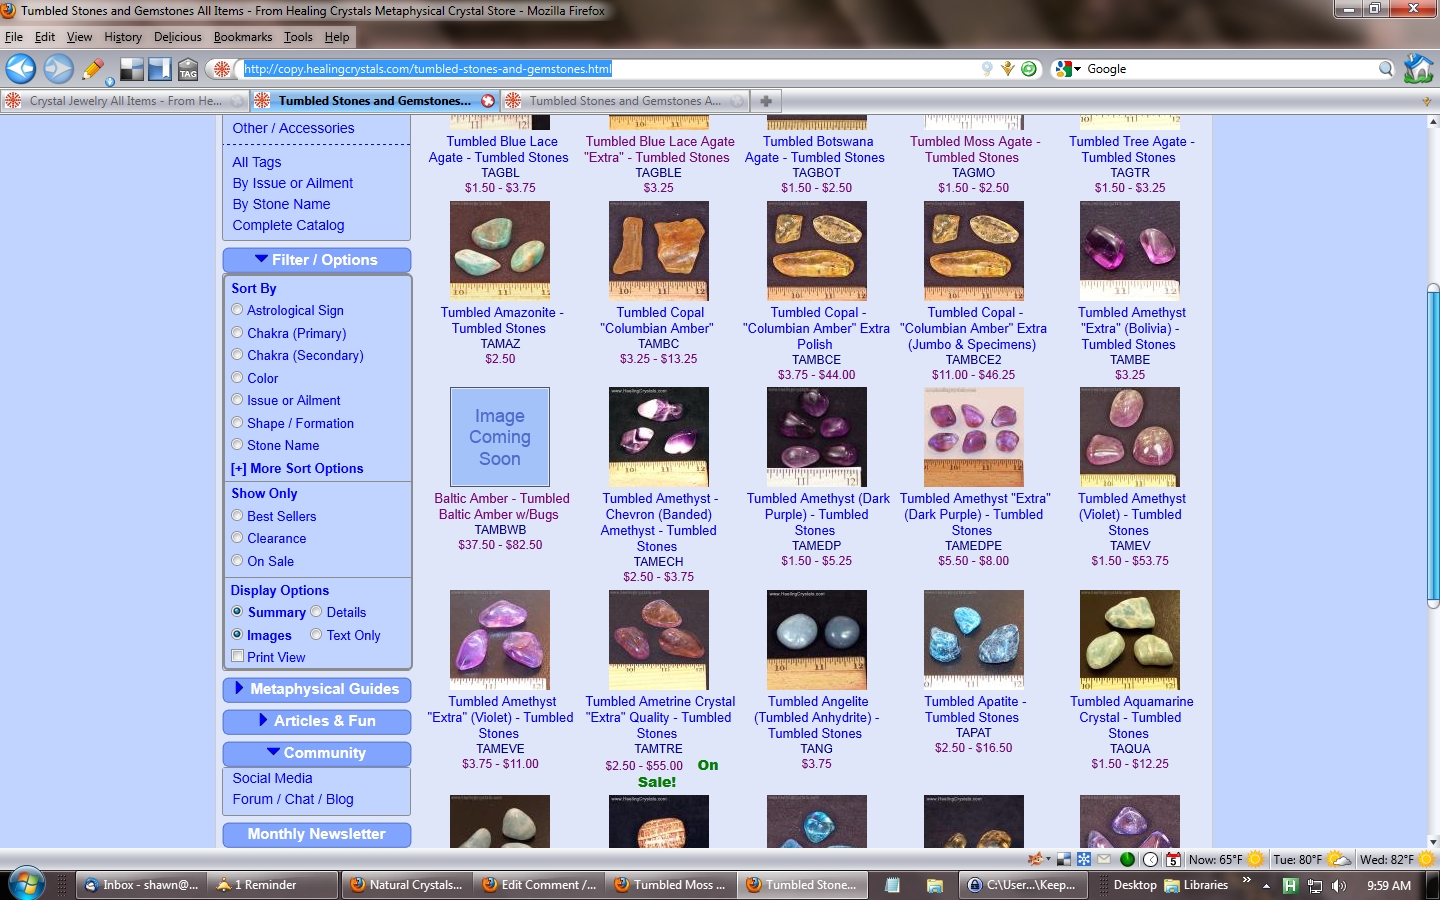 Tumbled Stones and Gemstones All Items - From Healing Crystals Metaphysical Crystal Store - Mozilla Firefox
File Edit View History Delicious Bookmarks Tools Help
TAG
http://copy.healingcrystals.com/tumbled-stones-and-gemstones.html
Google
Crystal Jewelry All Items - From He...
Tumbled Stones and Gemstones...
Tumbled Stones and Gemstones A...
Other / Accessories
All Tags
By Issue or Ailment
By Stone Name
Complete Catalog
Filter / Options
Sort By
Astrological Sign
Chakra (Primary)
Chakra (Secondary)
Color
Issue or Ailment
Shape / Formation
Stone Name
[+] More Sort Options
Show Only
Best Sellers
Clearance
On Sale
Display Options
Summary Details
Images Text Only
Print View
Metaphysical Guides
Articles & Fun
Community
Social Media
Forum / Chat / Blog
Monthly Newsletter
Tumbled Blue Lace
Agate - Tumbled Stones
TAGBL
$1.50 - $3.75
Tumbled Blue Lace Agate
"Extra" - Tumbled Stones
TAGBLE
$3.25
Tumbled Botswana
Agate - Tumbled Stones
TAGBOT
$1.50 - $2.50
Tumbled Moss Agate -
Tumbled Stones
TAGMO
$1.50 - $2.50
Tumbled Tree Agate -
Tumbled Stones
TAGTR
$1.50 - $3.25
Tumbled Amazonite -
Tumbled Stones
TAMAZ
$2.50
Tumbled Copal
"Columbian Amber"
TAMBC
$3.25 - $13.25
Tumbled Copal -
"Columbian Amber" Extra
Polish
TAMBCE
$3.75 - $44.00
Tumbled Copal -
"Columbian Amber" Extra
(Jumbo & Specimens)
TAMBCE2
$11.00 - $46.25
Tumbled Amethyst
"Extra" (Bolivia) -
Tumbled Stones
TAMBE
$3.25
Image
Coming
Soon
Baltic Amber - Tumbled
Baltic Amber w/Bugs
TAMBWB
$37.50 - $82.50
www.HealingCrystals.com
Tumbled Amethyst -
Chevron (Banded)
Amethyst - Tumbled
Stones
TAMECH
$2.50 - $3.75
Tumbled Amethyst (Dark
Purple) - Tumbled
Stones
TAMEDP
$1.50 - $5.25
Tumbled Amethyst "Extra"
(Dark Purple) - Tumbled
Stones
TAMEDPE
$5.50 - $8.00
Tumbled Amethyst
(Violet) - Tumbled
Stones
TAMEV
$1.50 - $53.75
Tumbled Amethyst
"Extra" (Violet) - Tumbled
Stones
TAMEVE
$3.75 - $11.00
Tumbled Ametrine Crystal
"Extra" Quality - Tumbled
Stones
TAMTRE
$2.50 - $55.00 On
Sale!
www.HealingCrystals.com
Tumbled Angelite
(Tumbled Anhydrite) -
Tumbled Stones
TANG
$3.75
Tumbled Apatite -
Tumbled Stones
TAPAT
$2.50 - $16.50
Tumbled Aquamarine
Crystal - Tumbled
Stones
TAQUA
$1.50 - $12.25
5 Now: 65°F Tue: 80°F Wed: 82°F
Inbox - shawn@...
1 Reminder
Natural Crystals...
Edit Comment /...
Tumbled Moss ...
Tumbled Stone...
C:\User...\Keep...
Desktop
Libraries
9:59 AM